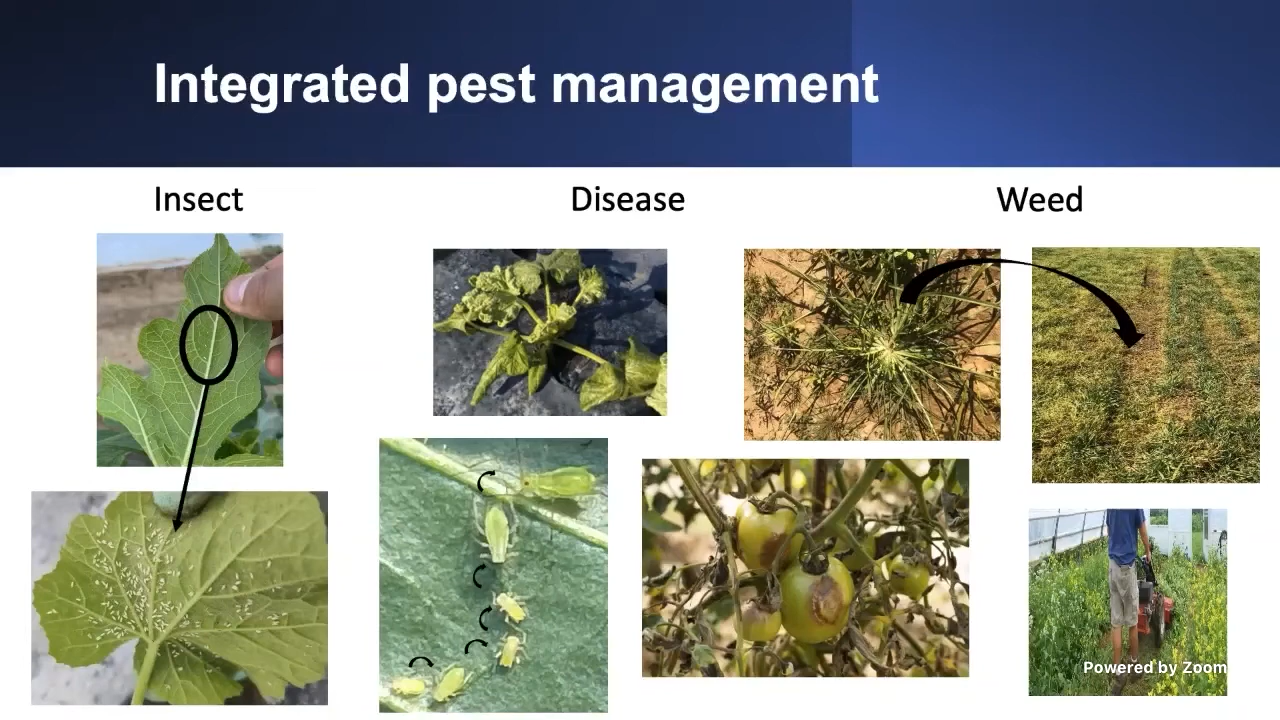 Integrated pest management
Insect
Disease
Weed
Powered by Zoom